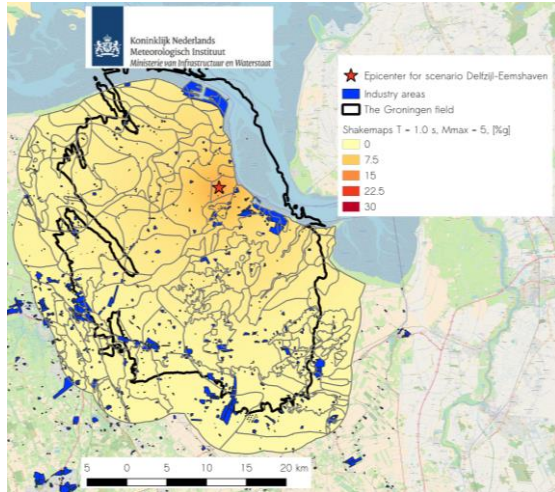 Koninklijk Nederlands
Meteorologisch Instituut
Ministerie van Infrastructuur en Waterstaat
Epicenter for scenario Delfzijl-Eemshaven
Industry areas
The Groningen field
Shakemaps T = 1.0 s, Mmax = 5, [%g]
0
7.5
15
22.5
30
5 0 5 10 15 20 km